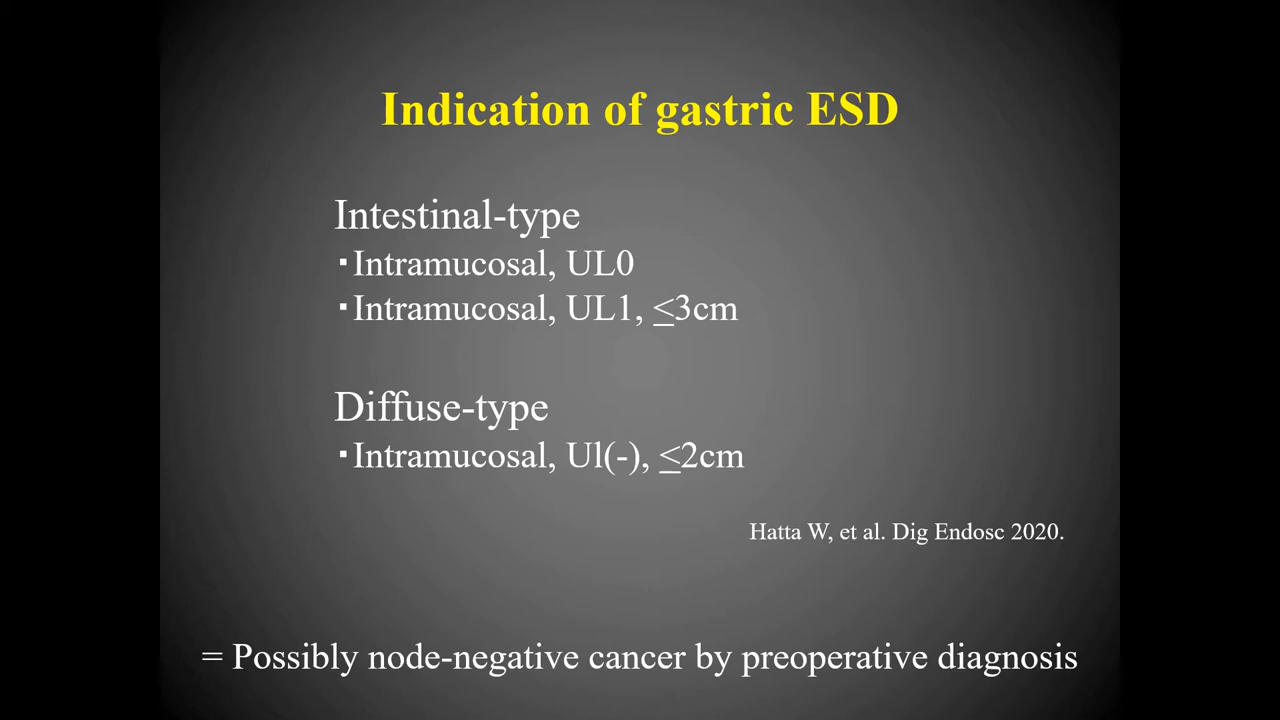 Indication of gastric ESD
Intestinal-type
・Intramucosal, UL0
・Intramucosal, UL1, ≤3cm
Diffuse-type
・Intramucosal, Ul(-), ≤2cm
Hatta W, et al. Dig Endosc 2020.
= Possibly node-negative cancer by preoperative diagnosis